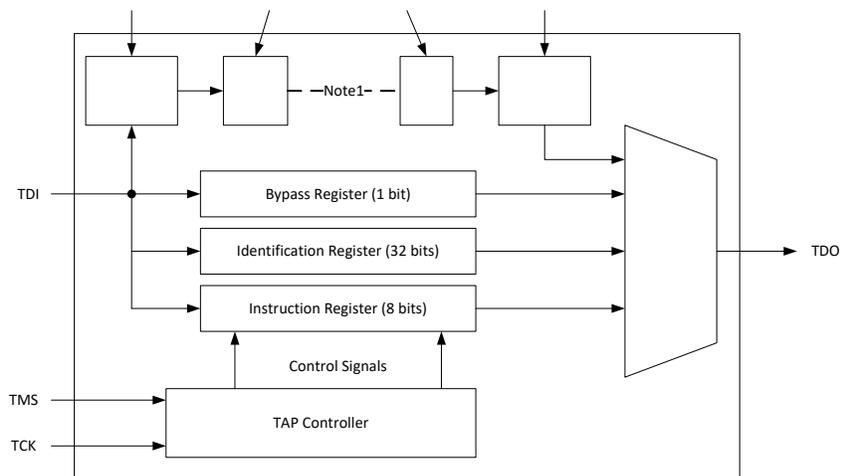 Note1
TDI
Bypass Register (1 bit)
Identification Register (32 bits)
TDO
Instruction Register (8 bits)
Control Signals
TMS
TAP Controller
TCK